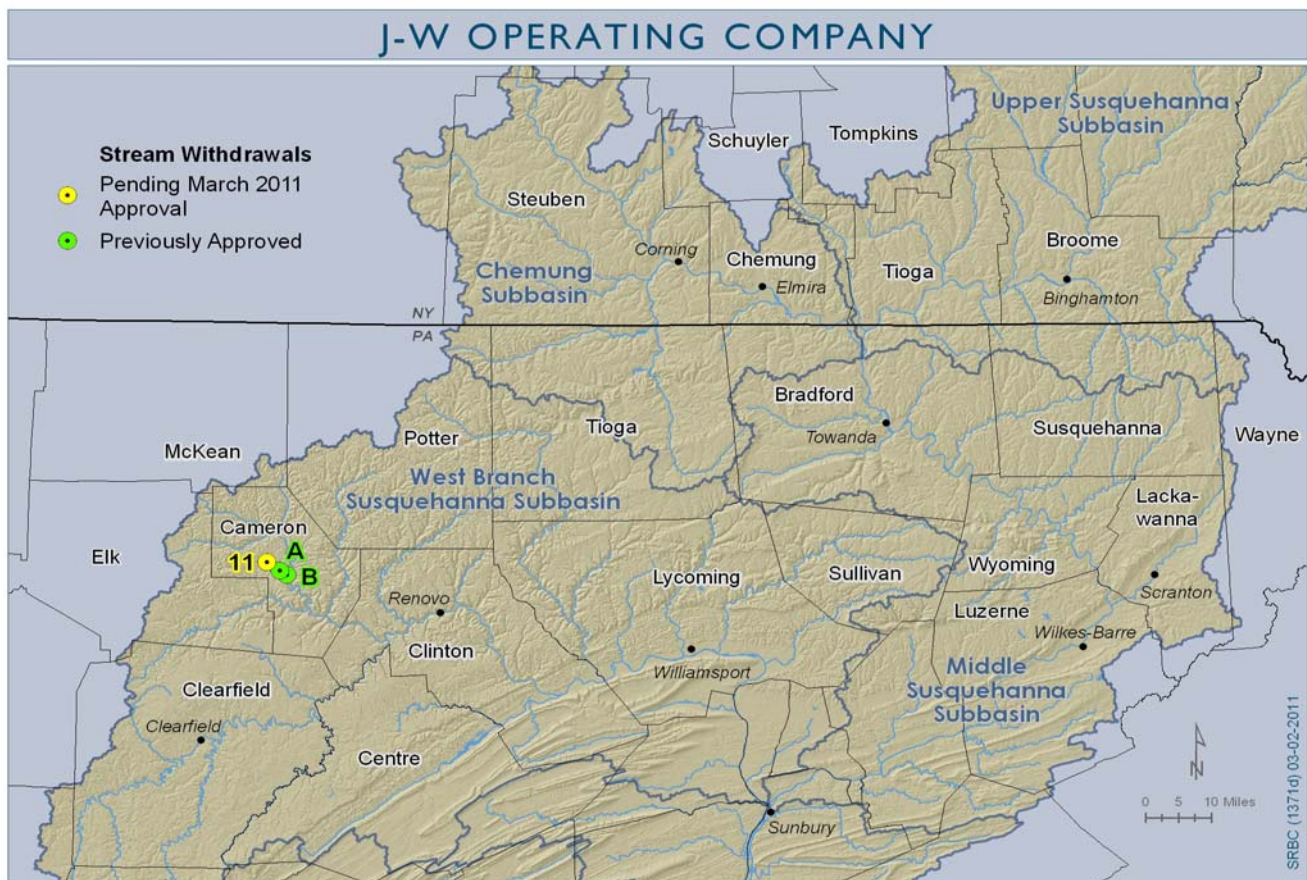 J-W OPERATING COMPANY
Stream Withdrawals
Pending March 2011
Approval
Previously Approved
Upper Susquehanna
Subbasin
Schuyler
Tompkins
Steuben
Corning
Chemung
Elmira
Chemung
Subbasin
Tioga
Broome
Binghamton
NY
PA
McKean
Potter
Tioga
Bradford
Towanda
Susquehanna
Wayne
West Branch
Susquehanna Subbasin
Lacka-
wanna
Elk
Cameron
11
A
B
Renovo
Clinton
Lycoming
Williamsport
Sullivan
Wyoming
Scranton
Luzerne
Wilkes-Barre
Middle
Susquehanna
Subbasin
Clearfield
Clearfield
Centre
Sunbury
N
0 5 10 Miles
SRBC (1371d) 03-02-2011